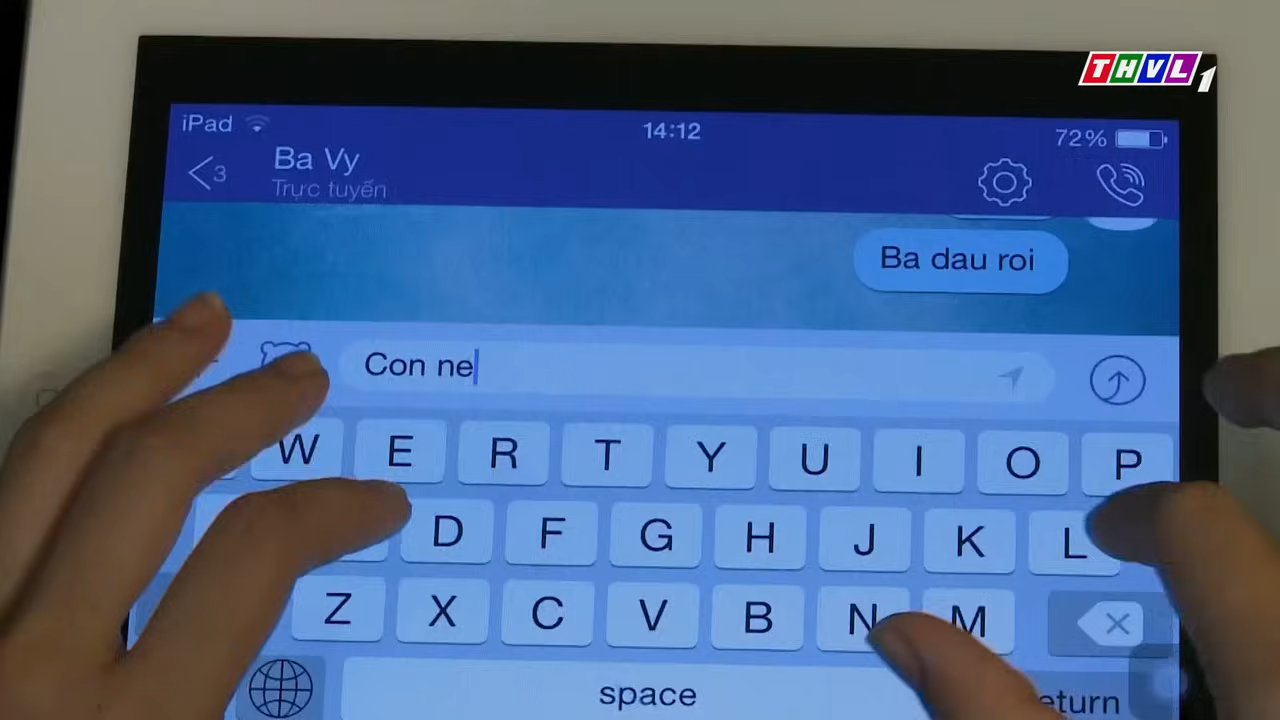 THVL1
iPad 14:12 72%
3 Ba Vy
Trực tuyến
Ba dau roi
Con ne
W E R T Y U I O P
D F G H J K L
Z X C V B N M
space